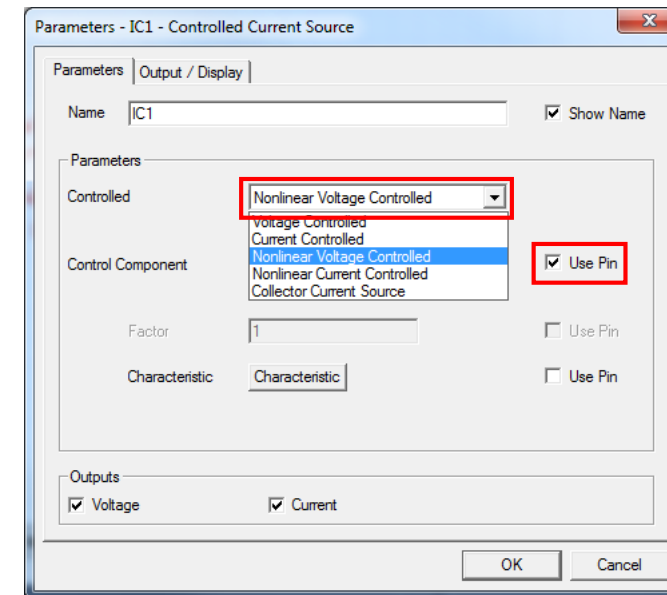 Parameters - IC1 - Controlled Current Source
Parameters Output / Display
Name IC1 Show Name
Parameters
Controlled Nonlinear Voltage Controlled
Voltage Controlled
Current Controlled
Nonlinear Voltage Controlled
Control Component Use Pin
Nonlinear Current Controlled
Collector Current Source
Factor 1 Use Pin
Characteristic Characteristic Use Pin
Outputs
Voltage Current
OK Cancel